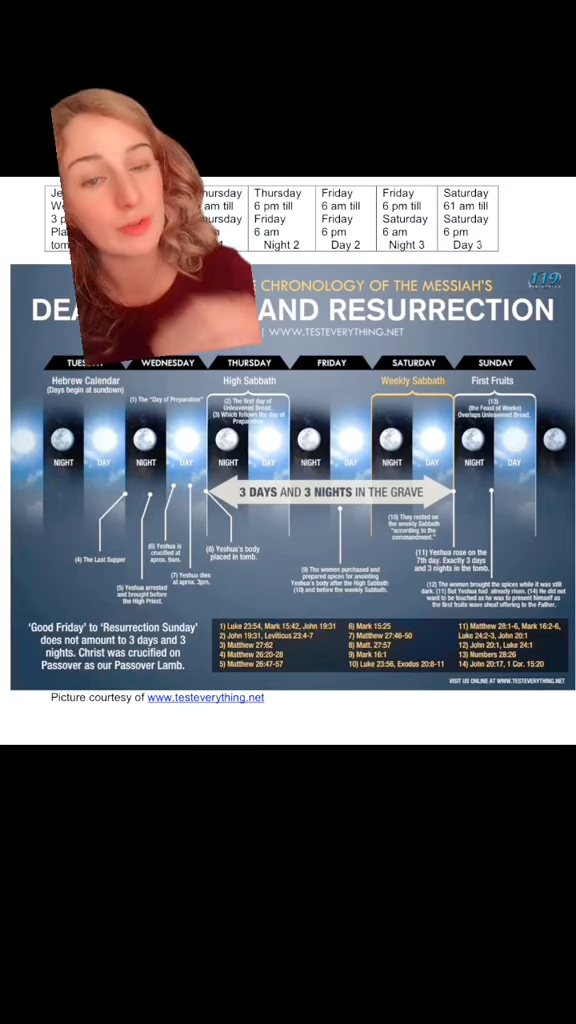 Je
We
3 p
Pla
tom
hursday
am till
hursday
Thursday
6 pm till
Friday
6 am
Night 2
Friday
6 am till
Friday
6 pm
Day 2
Friday
6 pm till
Saturday
6 am
Night 3
Saturday
61 am till
Saturday
6 pm
Day 3
119
E CHRONOLOGY OF THE MESSIAH'S
DEA AND RESURRECTION
| WWW.TESTEVERYTHING.NET
TUES WEDNESDAY THURSDAY FRIDAY SATURDAY SUNDAY
Hebrew Calendar
(Days begin at sundown)
(1) The "Day of Preparation"
High Sabbath
(2) The first day of
Unleavened Bread.
(3) Which follows the day of
Preparation.
Weekly Sabbath
First Fruits
(13)
(the Feast of Weeks)
Overlaps Unleavened Bread.
NIGHT DAY NIGHT DAY NIGHT DAY NIGHT DAY NIGHT DAY NIGHT DAY
3 DAYS AND 3 NIGHTS IN THE GRAVE
(4) The Last Supper
(5) Yeshua arrested
and brought before
the High Priest.
(6) Yeshua is
crucified at
aprox. 9am.
(7) Yeshua dies
at aprox. 3pm.
(8) Yeshua's body
placed in tomb.
(9) The women purchased and
prepared spices for anointing
Yeshua's body after the High Sabbath
(10) and before the weekly Sabbath.
(10) They rested on
the weekly Sabbath
"according to the
commandment."
(11) Yeshua rose on the
7th day. Exactly 3 days
and 3 nights in the tomb.
(12) The women brought the spices while it was still
dark. (11) But Yeshua had already risen. (14) He did not
want to be touched as he was to present himself as
the first fruits wave sheaf offering to the Father.
'Good Friday' to 'Resurrection Sunday'
does not amount to 3 days and 3
nights. Christ was crucified on
Passover as our Passover Lamb.
1) Luke 23:54, Mark 15:42, John 19:31
2) John 19:31, Leviticus 23:4-7
3) Matthew 27:62
4) Matthew 26:20-28
5) Matthew 26:47-57
6) Mark 15:25
7) Matthew 27:46-50
8) Matt. 27:57
9) Mark 16:1
10) Luke 23:56, Exodus 20:8-11
11) Matthew 28:1-6, Mark 16:2-6,
Luke 24:2-3, John 20:1
12) John 20:1, Luke 24:1
13) Numbers 28:26
14) John 20:17, 1 Cor. 15:20
VISIT US ONLINE AT WWW.TESTEVERYTHING.NET
Picture courtesy of www.testeverything.net